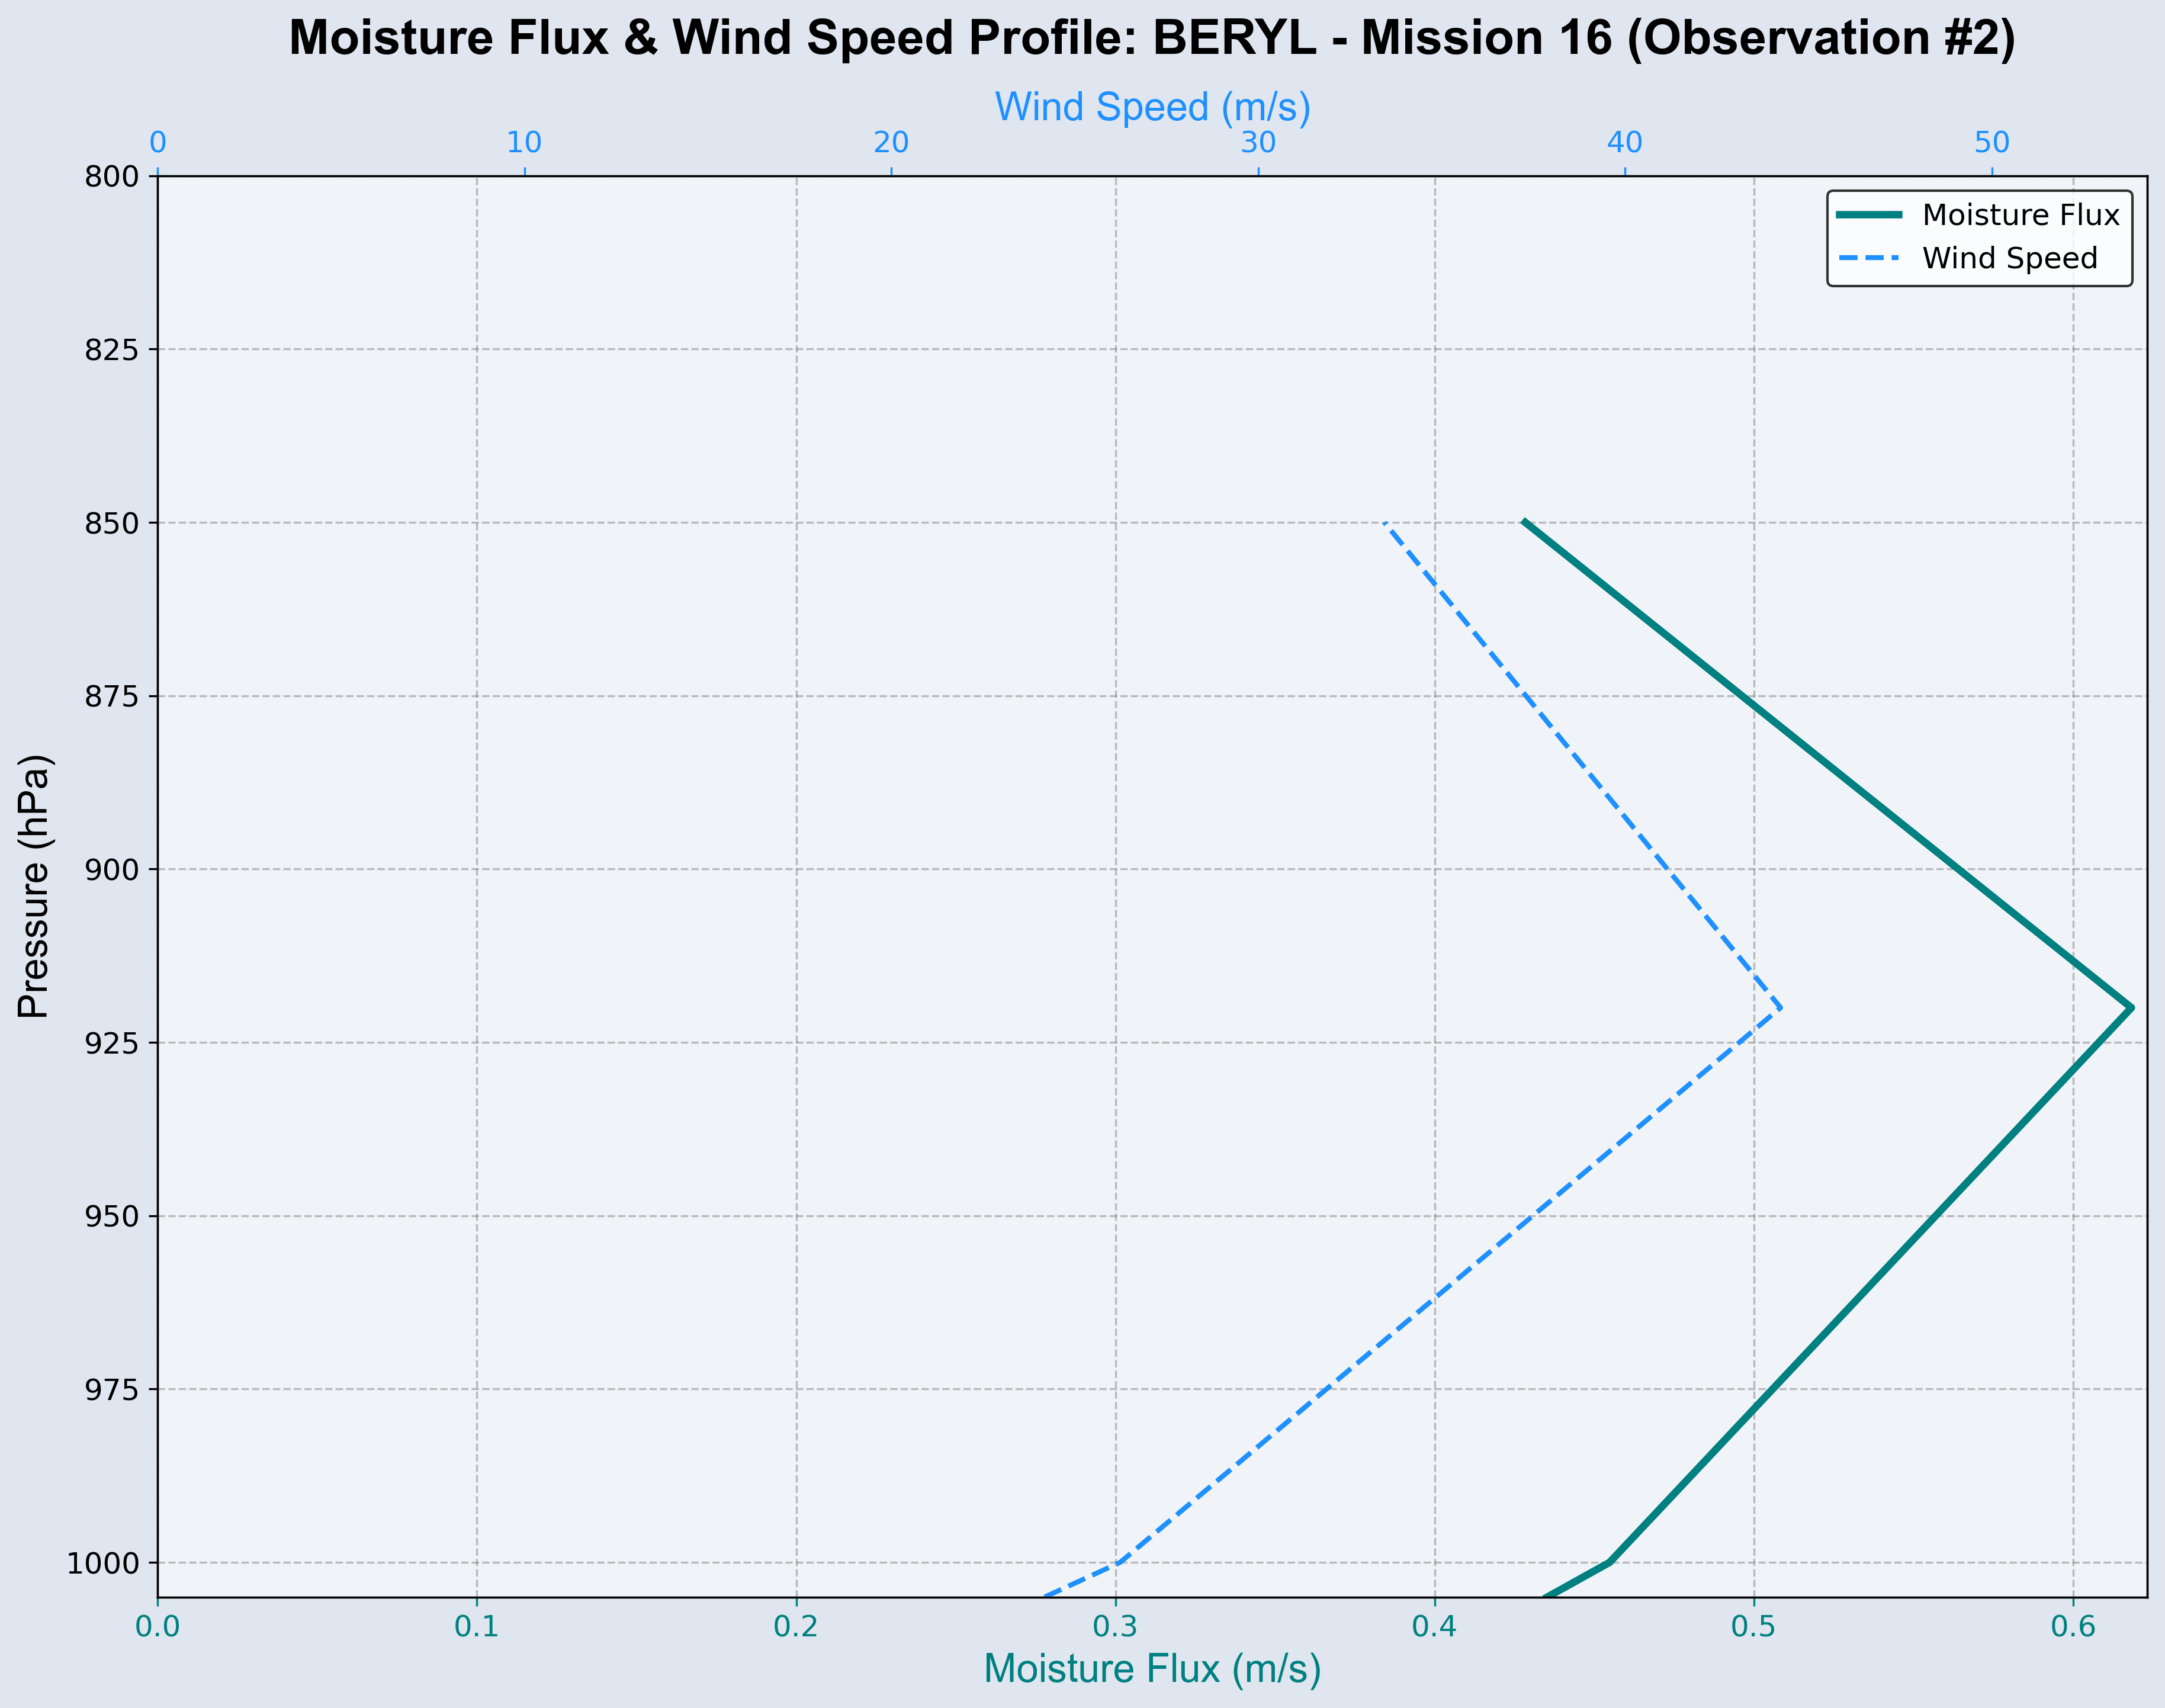 Moisture Flux & Wind Speed Profile: BERYL - Mission 16 (Observation #2)
Wind Speed (m/s)
0 10 20 30 40 50
Moisture Flux
Wind Speed
Pressure (hPa)
800
825
850
875
900
925
950
975
1000
0.0 0.1 0.2 0.3 0.4 0.5 0.6
Moisture Flux (m/s)